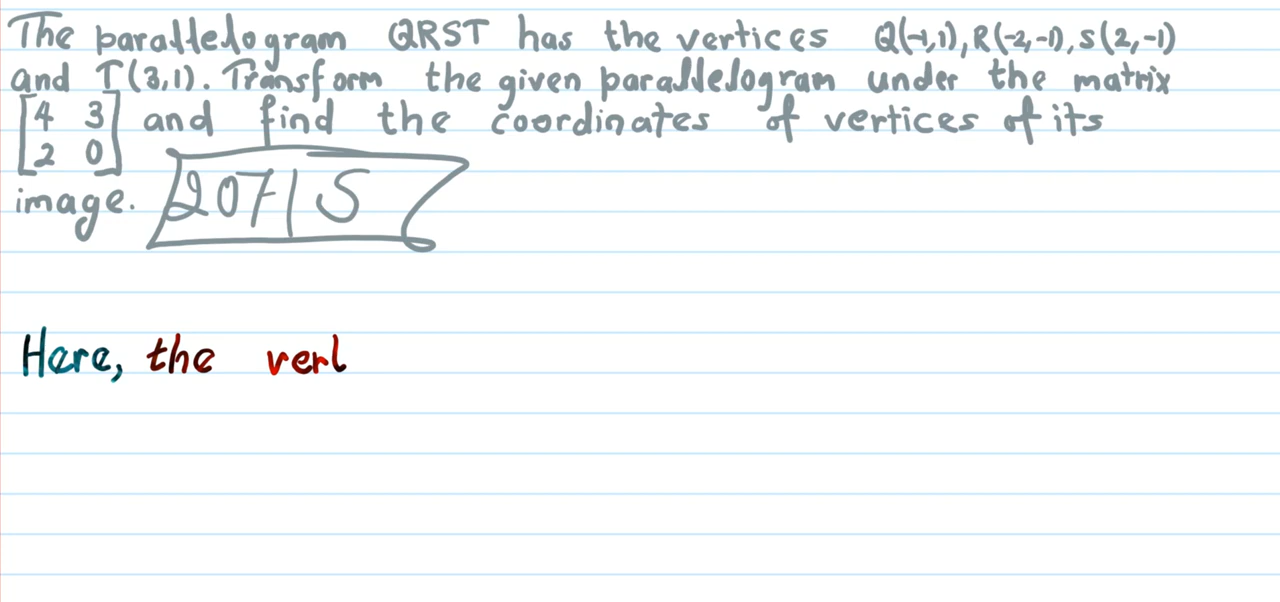 The parallelogram QRST has the vertices Q(-1,1), R(-2,-1), S(2,-1)
and T(3,1). Transform the given parallelogram under the matrix
[4 3
2 0] and find the coordinates of vertices of its
image. 2071 S
Here, the verl